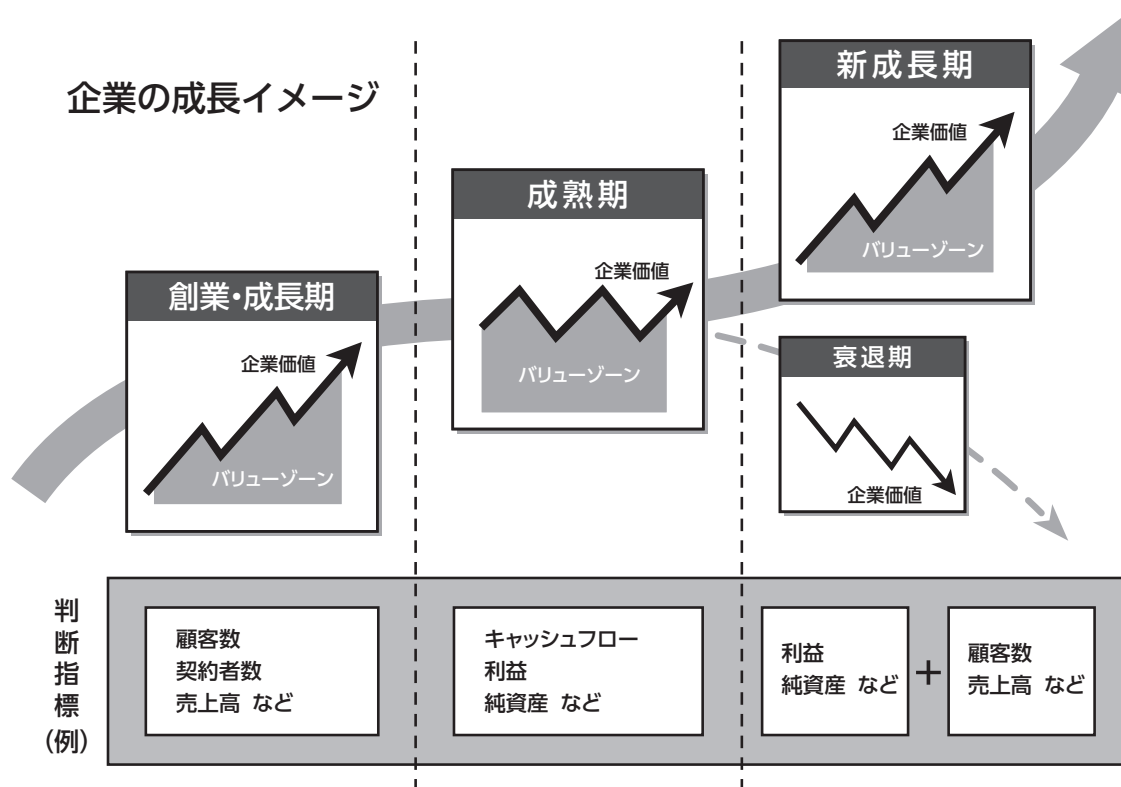 企業の成長イメージ
創業・成長期
企業価値
バリューゾーン
成熟期
企業価値
バリューゾーン
新成長期
企業価値
バリューゾーン
衰退期
企業価値
判断指標(例)
顧客数
契約者数
売上高 など
キャッシュフロー
利益
純資産 など
利益
純資産 など
+
顧客数
売上高 など